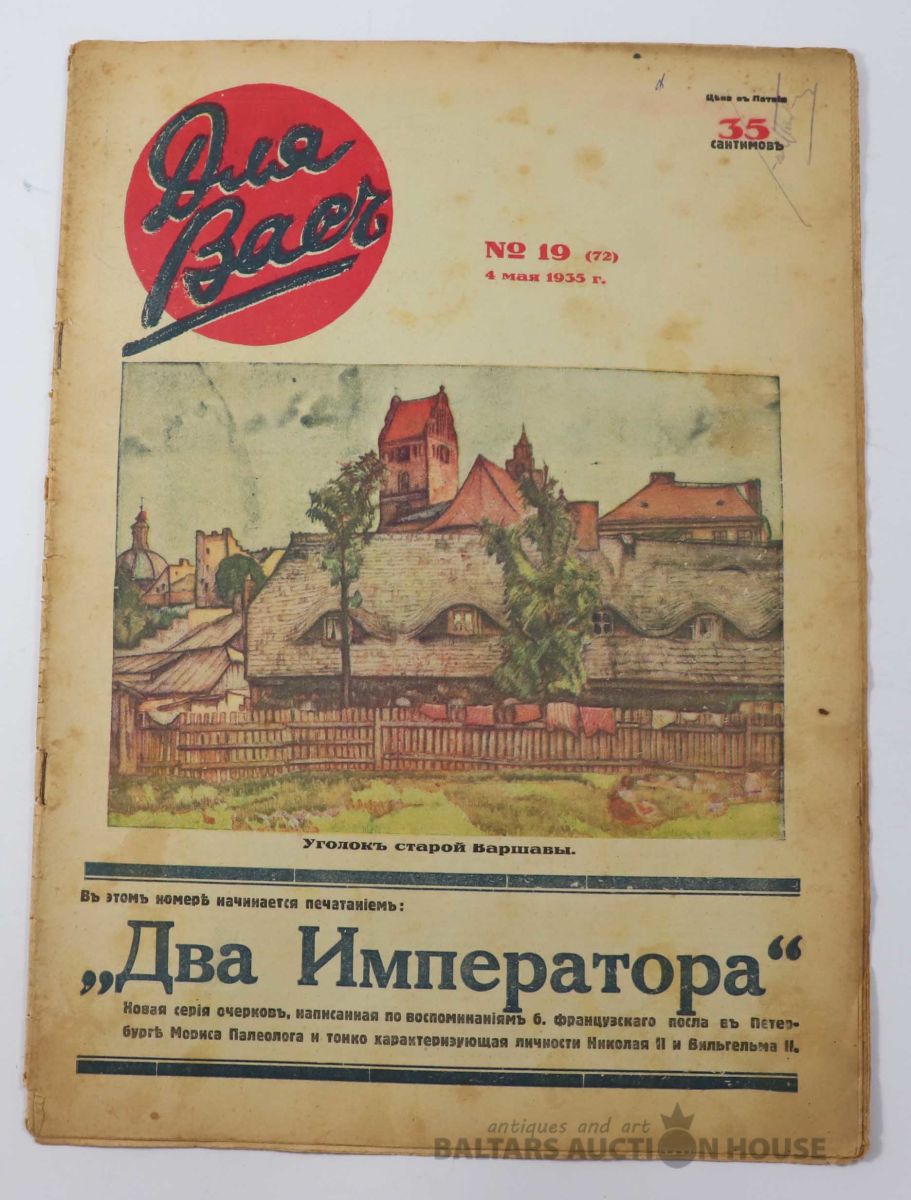 Для
Васъ
Цѣна въ Латвіи
35
сантимовъ
№ 19 (72)
4 мая 1935 г.
Уголокъ старой Варшавы.
Въ этомъ номерѣ начинается печатаніемъ:
„Два Императора“
Новая серія очерковъ, написанная по воспоминаніямъ б. французскаго посла въ Петер-
бургѣ Мориса Палеолога и тонко характеризующая личности Николая II и Вильгельма II.
antiques and art
BALTARS AUCTION HOUSE